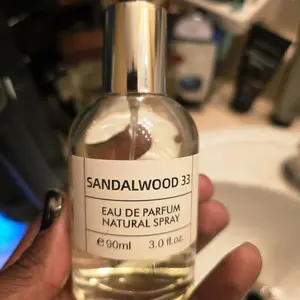 SANDALWOOD 33
EAU DE PARFUM
NATURAL SPRAY
℮90ml 3.0 fl.oz.